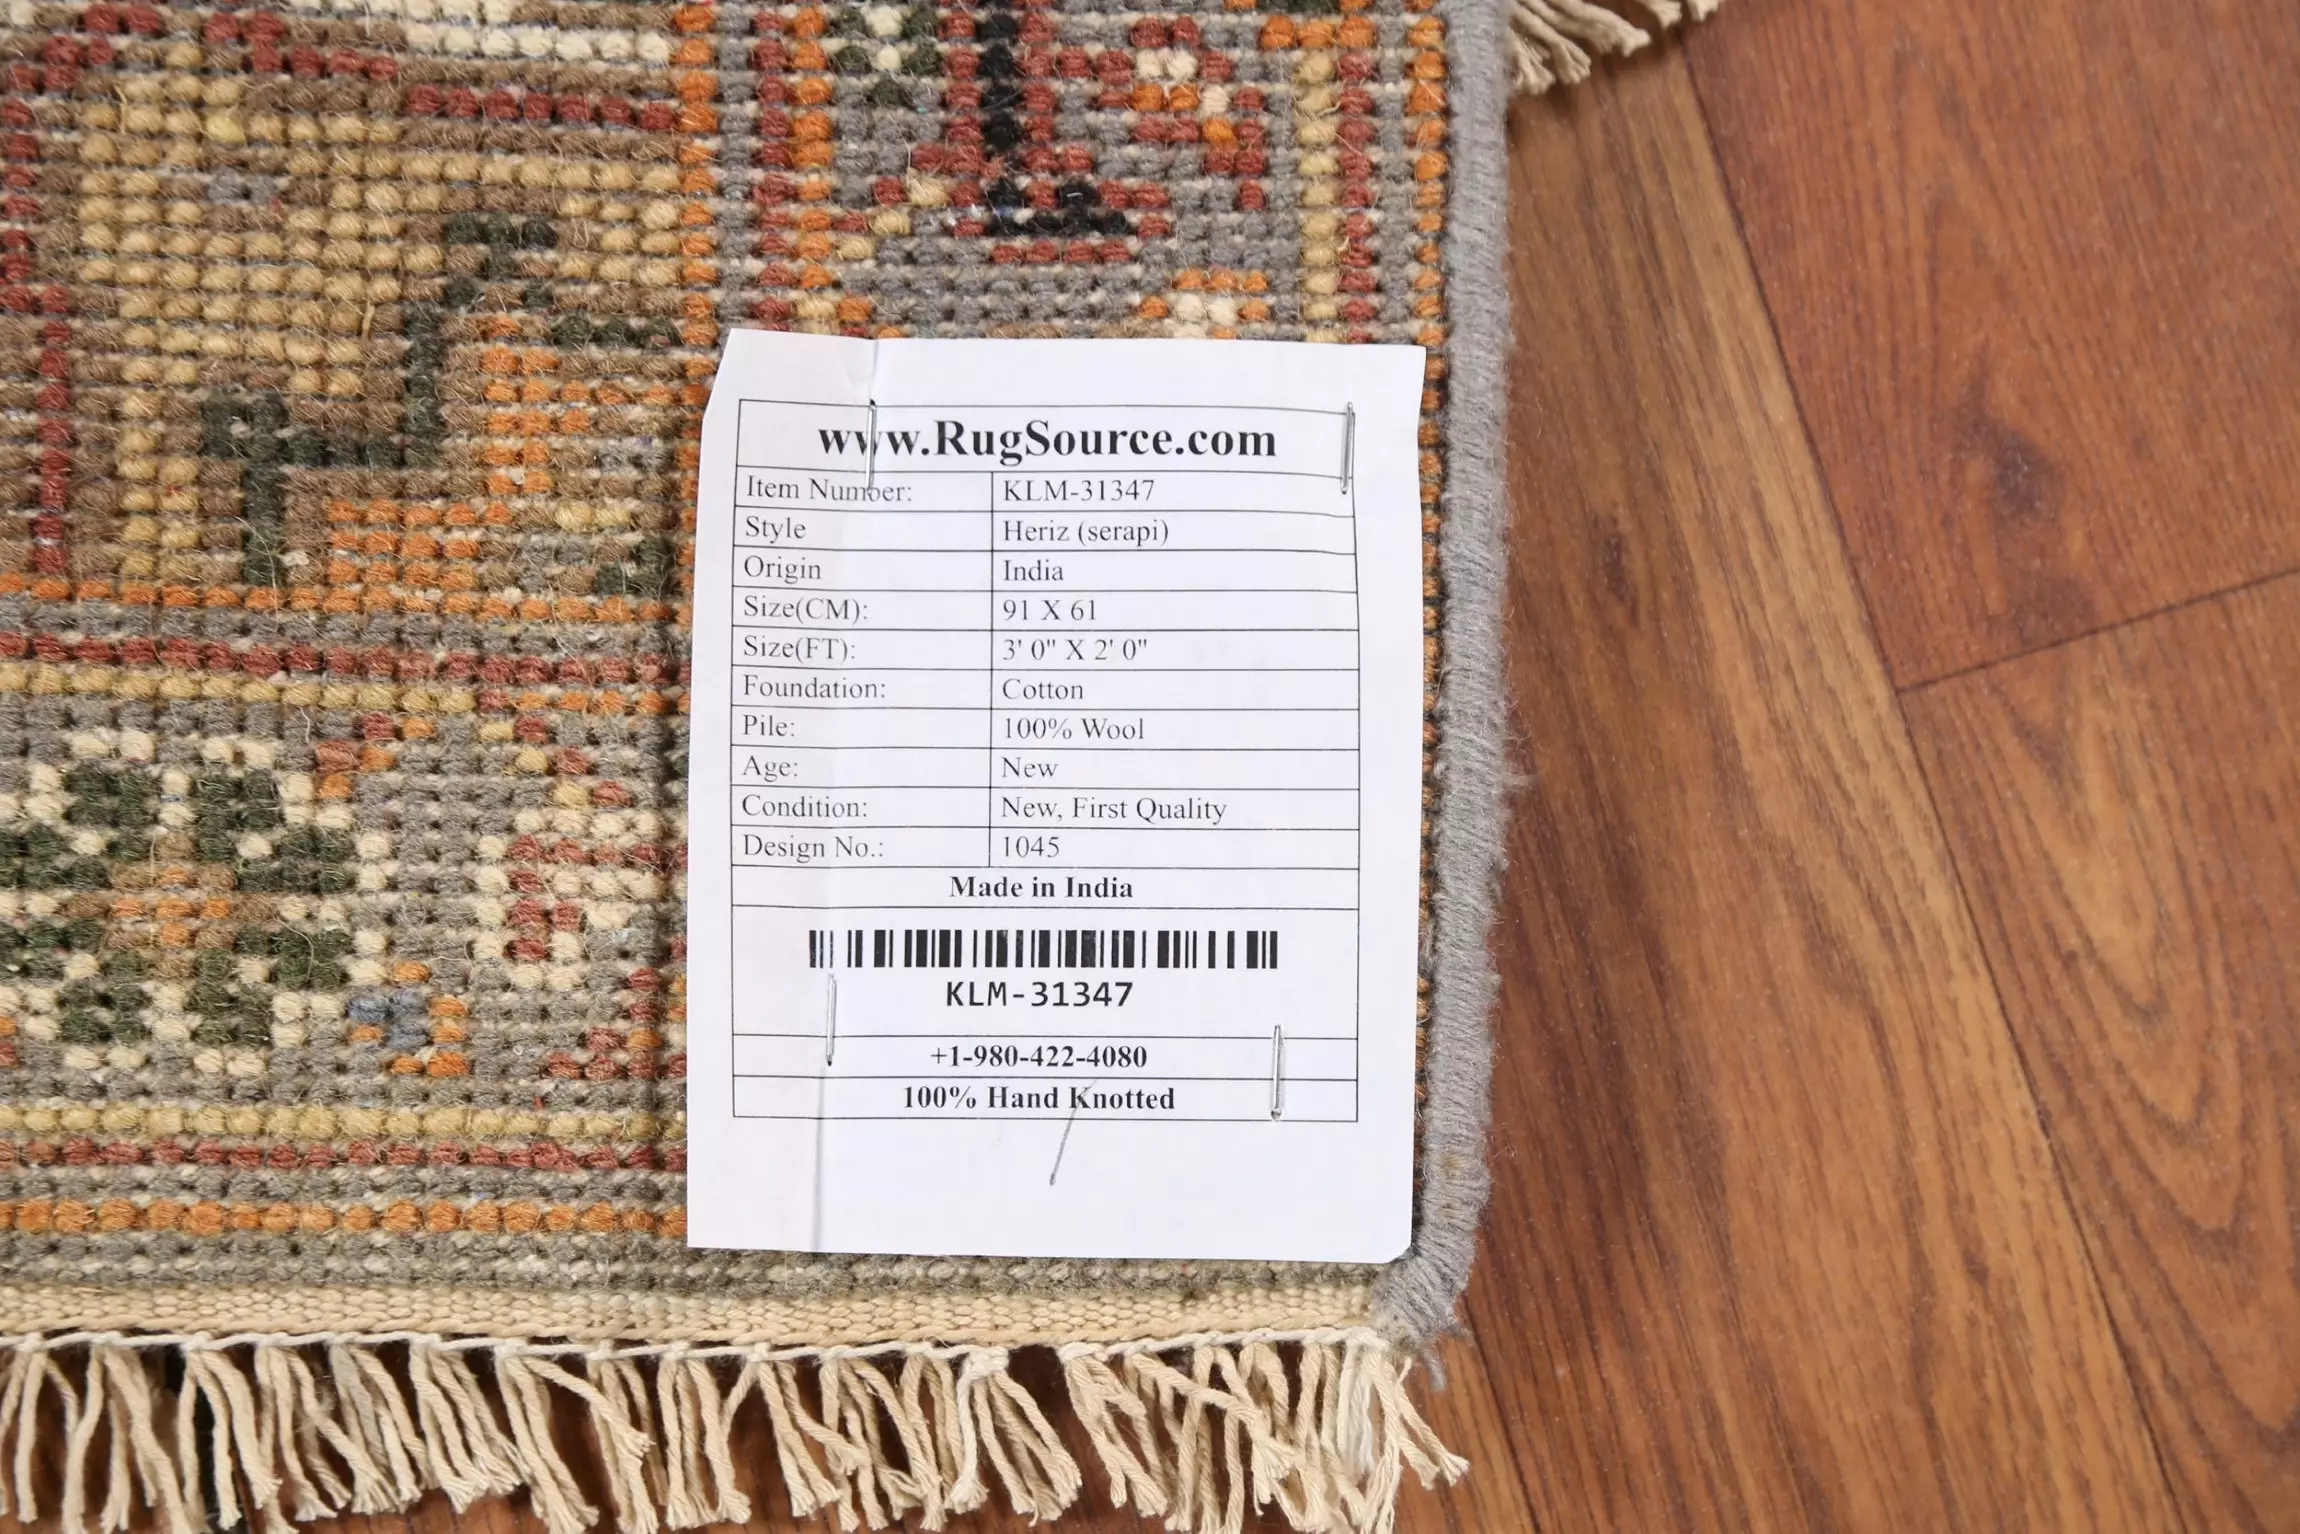 www.RugSource.com
Item Number: KLM-31347
Style Heriz (serapi)
Origin India
Size(CM): 91 X 61
Size(FT): 3' 0" X 2' 0"
Foundation: Cotton
Pile: 100% Wool
Age: New
Condition: New, First Quality
Design No.: 1045
Made in India
KLM-31347
+1-980-422-4080
100% Hand Knotted